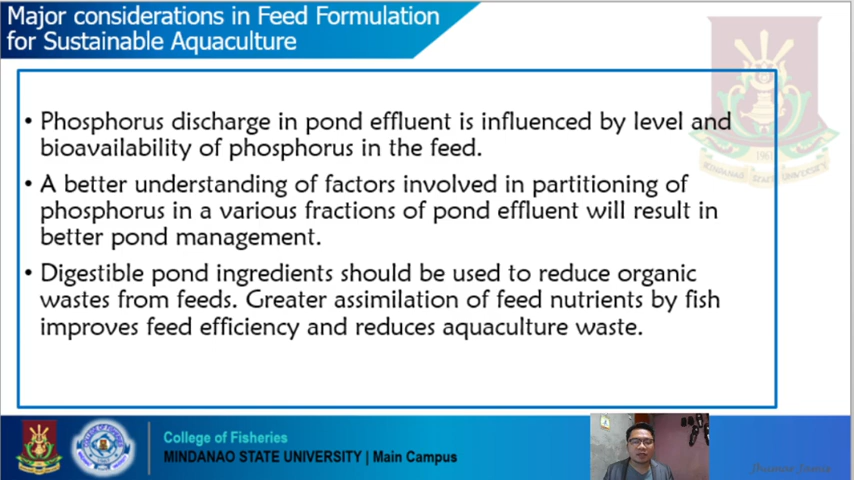 Major considerations in Feed Formulation
for Sustainable Aquaculture
1961
MINDANAO STATE UNIVERSITY
• Phosphorus discharge in pond effluent is influenced by level and
bioavailability of phosphorus in the feed.
• A better understanding of factors involved in partitioning of
phosphorus in a various fractions of pond effluent will result in
better pond management.
• Digestible pond ingredients should be used to reduce organic
wastes from feeds. Greater assimilation of feed nutrients by fish
improves feed efficiency and reduces aquaculture waste.
College of Fisheries
MINDANAO STATE UNIVERSITY | Main Campus